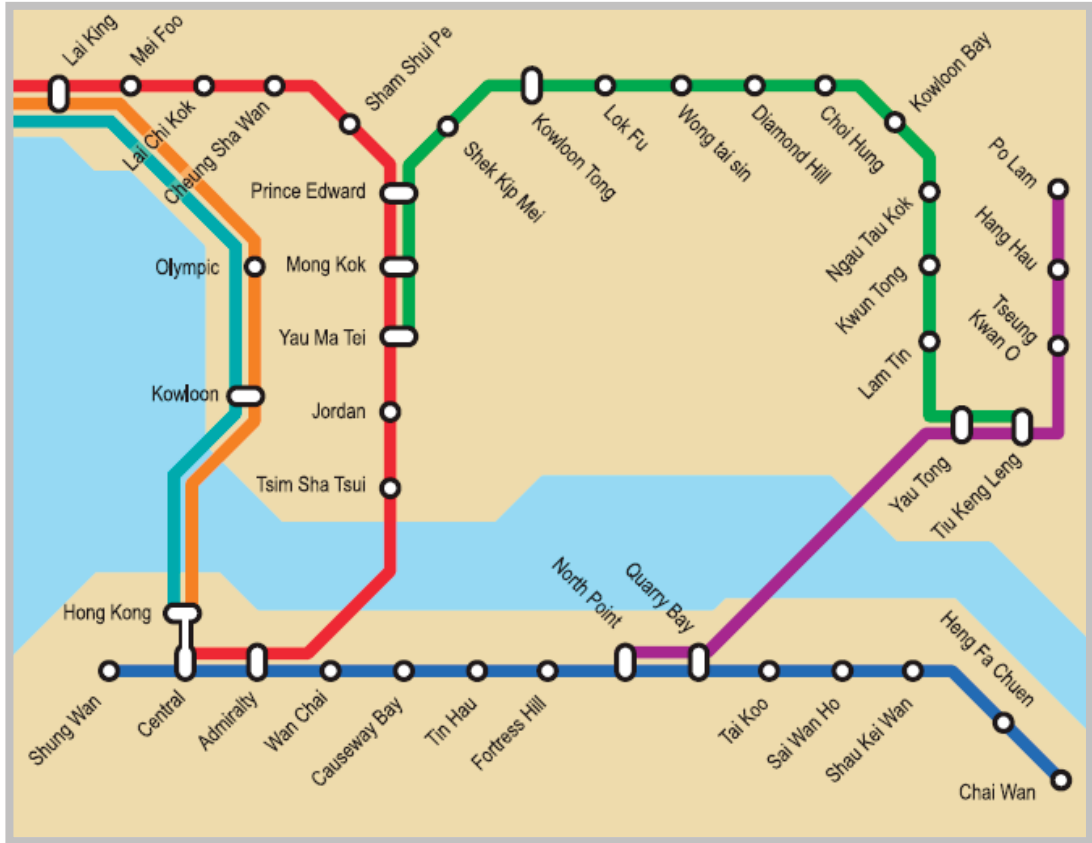 Lai King
Mei Foo
Lai Chi Kok
Cheung Sha Wan
Sham Shui Pe
Shek Kip Mei
Kowloon Tong
Lok Fu
Wong tai sin
Diamond Hill
Choi Hung
Kowloon Bay
Po Lam
Prince Edward
Ngau Tau Kok
Hang Hau
Olympic
Mong Kok
Kwun Tong
Tseung
Kwan O
Yau Ma Tei
Lam Tin
Kowloon
Jordan
Tsim Sha Tsui
Yau Tong
Tiu Keng Leng
Hong Kong
North Point
Quarry Bay
Heng Fa Chuen
Shung Wan
Central
Admiralty
Wan Chai
Causeway Bay
Tin Hau
Fortress Hill
Tai Koo
Sai Wan Ho
Shau Kei Wan
Chai Wan